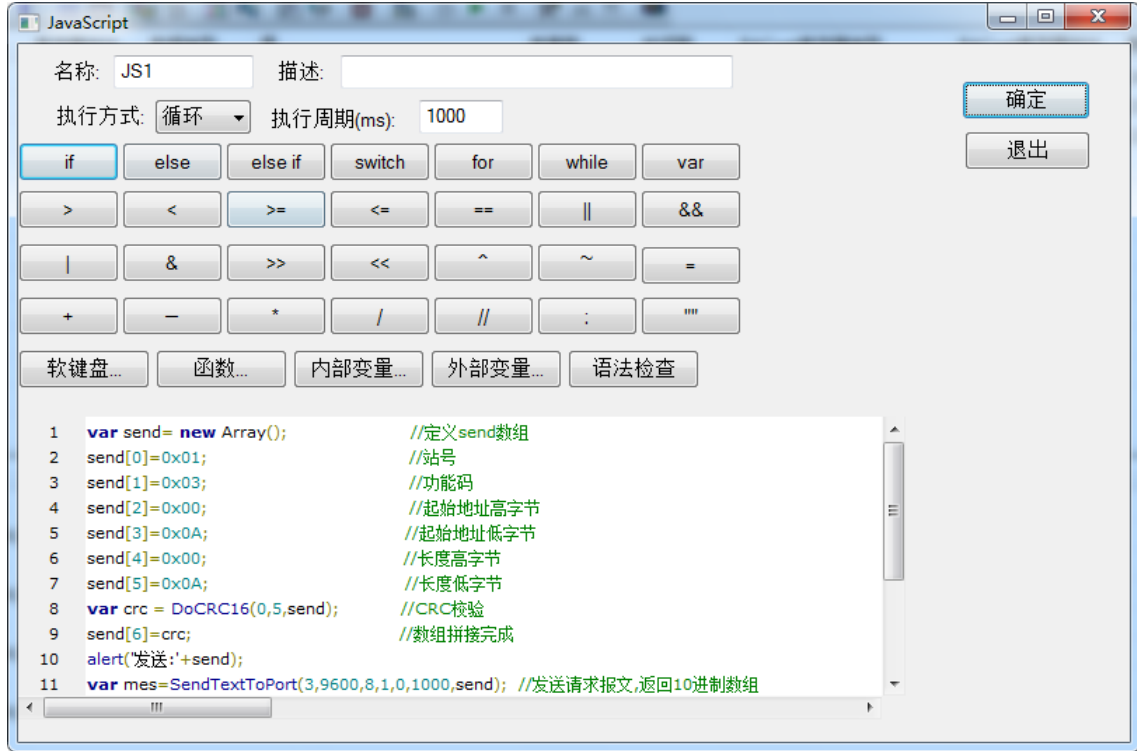 JavaScript
名称: JS1 描述:
执行方式: 循环 执行周期(ms): 1000
确定
退出
if else else if switch for while var
> < >= <= == || &&
| & >> << ^ ~ =
+ — * / // ; ""
软键盘... 函数... 内部变量... 外部变量... 语法检查
1 var send= new Array(); //定义send数组
2 send[0]=0x01; //站号
3 send[1]=0x03; //功能码
4 send[2]=0x00; //起始地址高字节
5 send[3]=0x0A; //起始地址低字节
6 send[4]=0x00; //长度高字节
7 send[5]=0x0A; //长度低字节
8 var crc = DoCRC16(0,5,send); //CRC校验
9 send[6]=crc; //数组拼接完成
10 alert('发送:'+send);
11 var mes=SendTextToPort(3,9600,8,1,0,1000,send); //发送请求报文,返回10进制数组